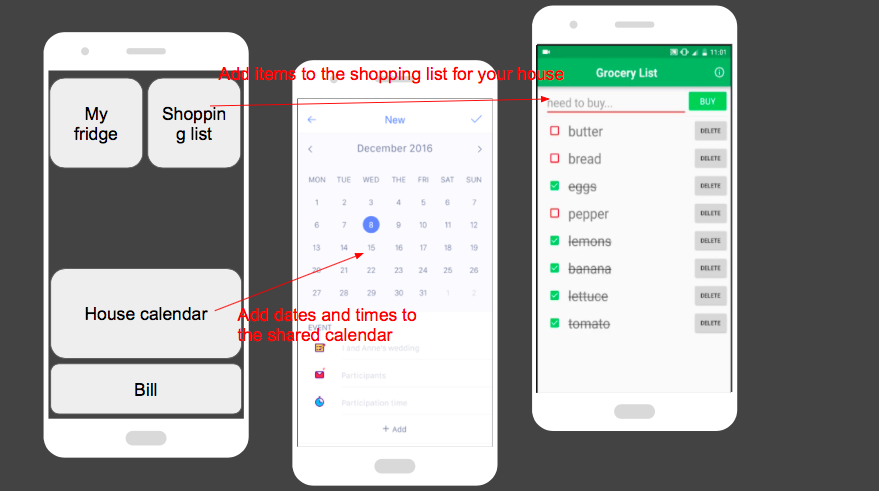 Add items to the shopping list for your house
My
fridge
Shoppin
g list
House calendar
Bill
Add dates and times to
the shared calendar
New
December 2016
MON TUE WED THE FRI SAT SUN
1 2 3 4 5 6 7
6 7 8 9 10 11 12
13 14 15 16 17 18 19
20 21 22 23 24 25 26
27 28 29 30 31 1 2
EVENT
and Anne's wedding
Participants
Participation time
+ Add
11:01
Grocery List
need to buy...
BUY
butter DELETE
bread DELETE
eggs DELETE
pepper DELETE
lemons DELETE
banana DELETE
lettuce DELETE
tomato DELETE